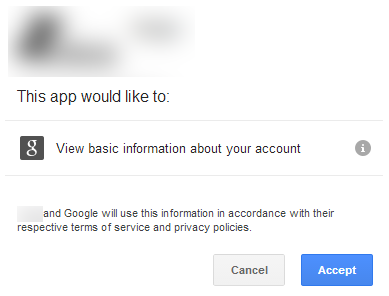 This app would like to:
View basic information about your account
and Google will use this information in accordance with their
respective terms of service and privacy policies.
Cancel Accept